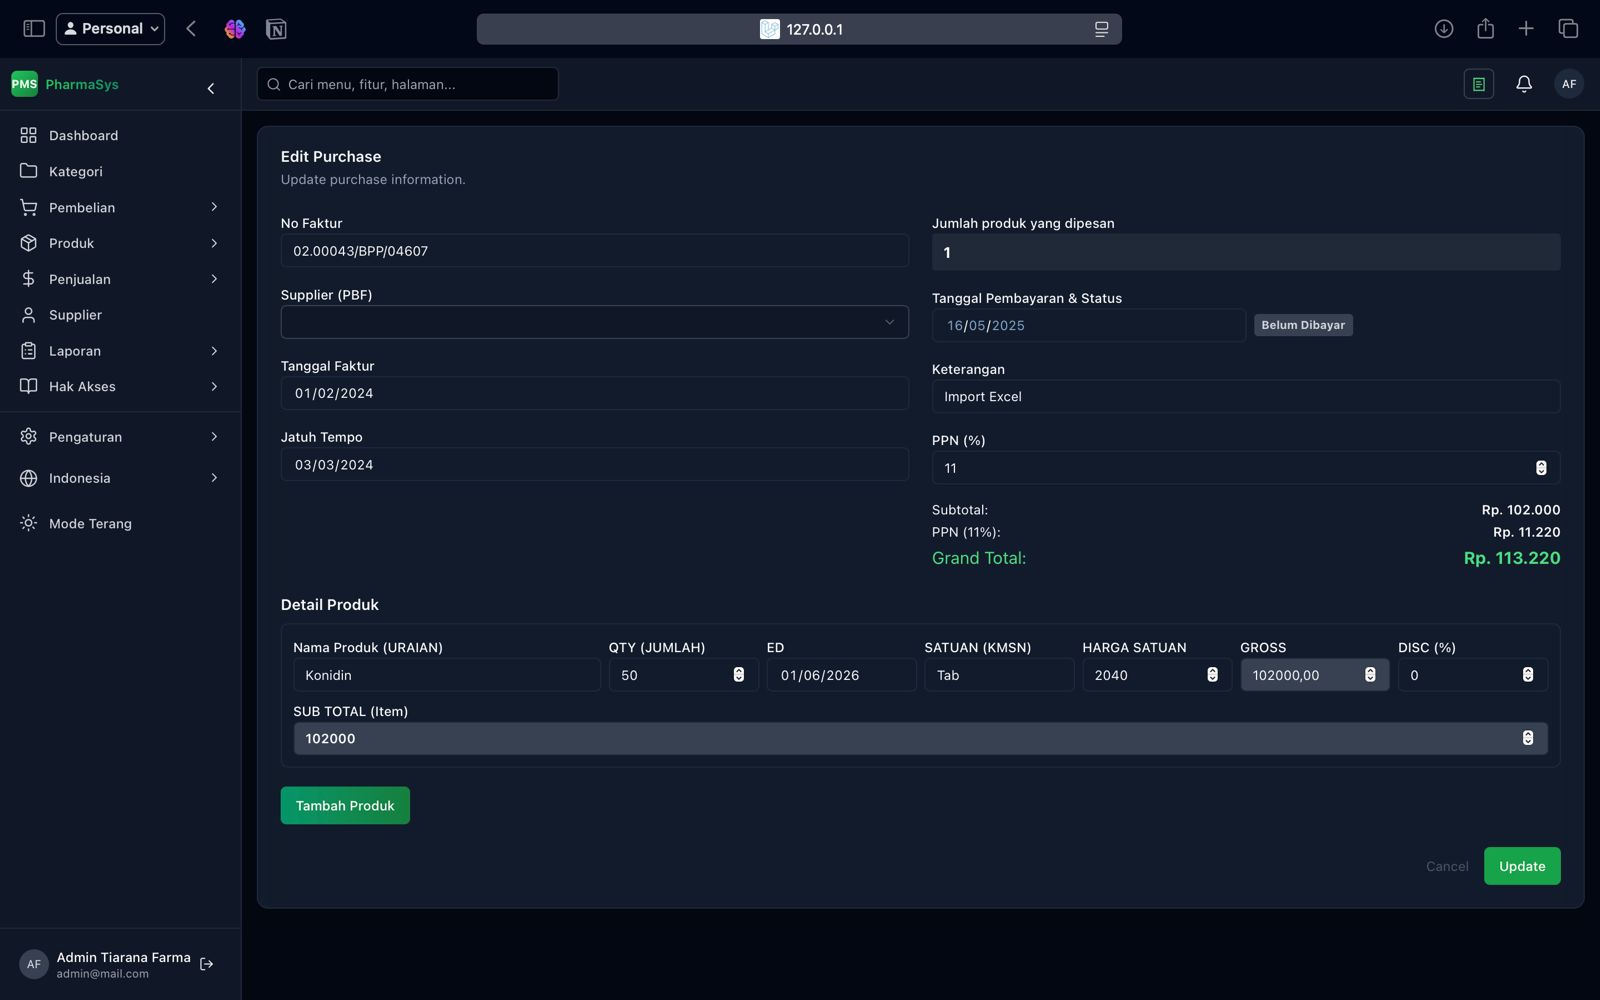 Personal
127.0.0.1
PMS PharmaSys
Cari menu, fitur, halaman...
AF
Dashboard
Kategori
Pembelian
Produk
Penjualan
Supplier
Laporan
Hak Akses
Pengaturan
Indonesia
Mode Terang
AF
Admin Tiarana Farma
admin@mail.com
Edit Purchase
Update purchase information.
No Faktur
02.00043/BPP/04607
Supplier (PBF)
Tanggal Faktur
01/02/2024
Jatuh Tempo
03/03/2024
Jumlah produk yang dipesan
1
Tanggal Pembayaran & Status
16/05/2025 Belum Dibayar
Keterangan
Import Excel
PPN (%)
11
Subtotal: Rp. 102.000
PPN (11%): Rp. 11.220
Grand Total: Rp. 113.220
Detail Produk
Nama Produk (URAIAN) QTY (JUMLAH) ED SATUAN (KMSN) HARGA SATUAN GROSS DISC (%)
Konidin 50 01/06/2026 Tab 2040 102000,00 0
SUB TOTAL (Item)
102000
Tambah Produk
Cancel Update